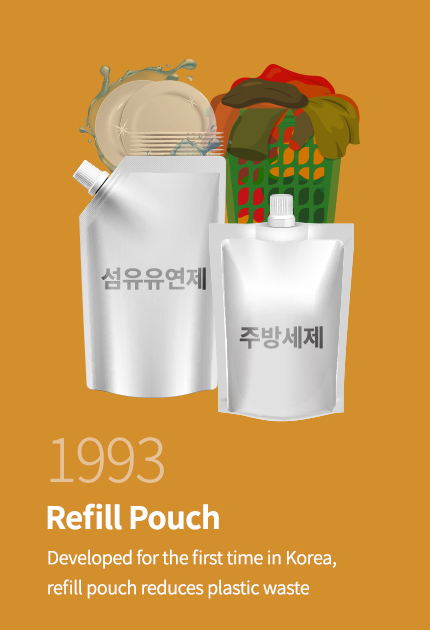 섬유유연제
주방세제
1993
Refill Pouch
Developed for the first time in Korea,
refill pouch reduces plastic waste